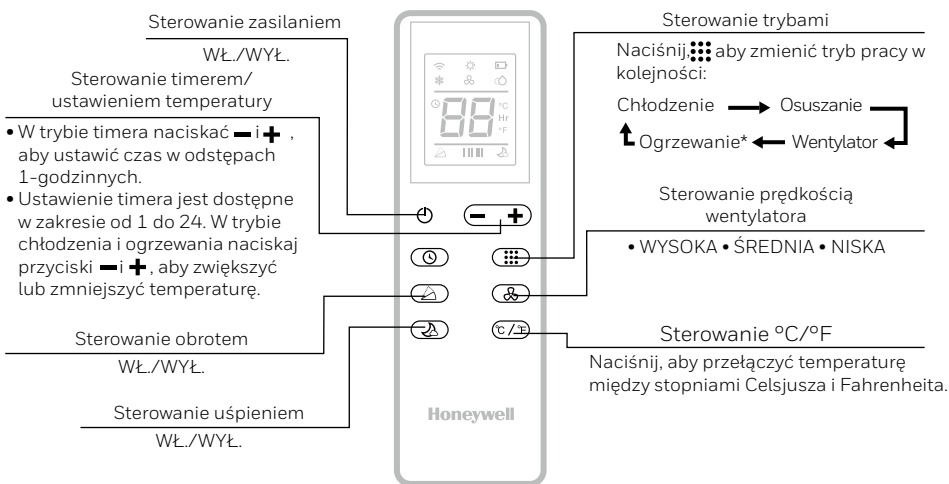 Sterowanie zasilaniem
WŁ./WYŁ.
Sterowanie timerem/
ustawieniem temperatury
• W trybie timera naciskać – i + ,
aby ustawić czas w odstępach
1-godzinnych.
• Ustawienie timera jest dostępne
w zakresie od 1 do 24. W trybie
chłodzenia i ogrzewania naciskaj
przyciski – i + , aby zwiększyć
lub zmniejszyć temperaturę.
Sterowanie obrotem
WŁ./WYŁ.
Sterowanie uśpieniem
WŁ./WYŁ.
88
°C
Hr
°F
– +
°C/°F
Honeywell
Sterowanie trybami
Naciśnij, aby zmienić tryb pracy w
kolejności:
Chłodzenie Osuszanie
Ogrzewanie* Wentylator
Sterowanie prędkością
wentylatora
• WYSOKA • ŚREDNIA • NISKA
Sterowanie °C/°F
Naciśnij, aby przełączyć temperaturę
między stopniami Celsjusza i Fahrenheita.